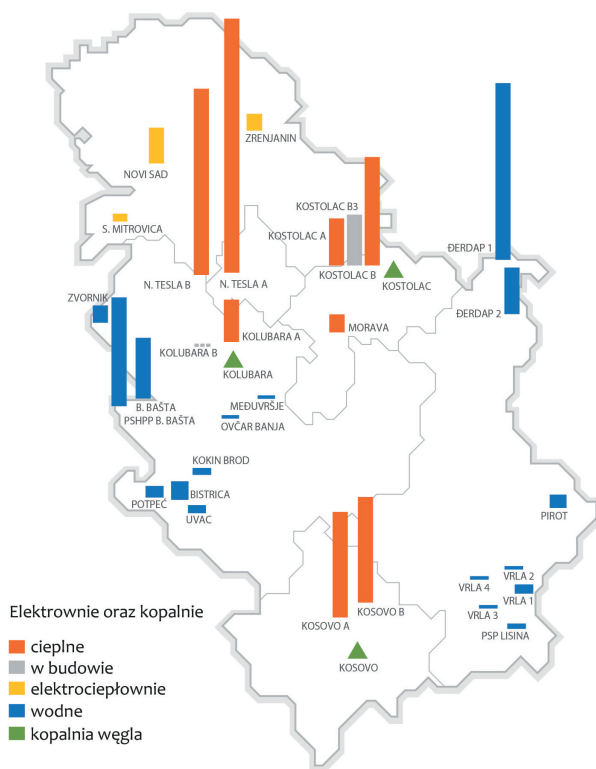 ZRENJANIN
NOVI SAD
S. MITROVICA
KOSTOLAC B3
KOSTOLAC A
ĐERDAP 1
KOSTOLAC B
N. TESLA B
N. TESLA A
KOSTOLAC
ZVORNIK
ĐERDAP 2
KOLUBARA A
MORAVA
KOLUBARA B
KOLUBARA
B. BAŠTA
MEĐUVRŠJE
PSHPP B. BAŠTA
OVČAR BANJA
KOKIN BROD
BISTRICA
POTPEČ
UVAC
PIROT
VRLA 2
VRLA 4
VRLA 1
VRLA 3
KOSOVO B
KOSOVO A
PSP LISINA
KOSOVO
Elektrownie oraz kopalnie
cieplne
w budowie
elektrociepłownie
wodne
kopalnia węgla